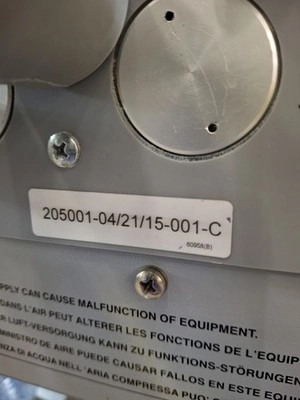 205001-04/21/15-001-C
60958(B)
PPLY CAN CAUSE MALFUNCTION OF EQUIPMENT.
DANS L'AIR PEUT ALTERER LES FONCTIONS DE L'EQUIP
R LUFT-VERSORGUNG KANN ZU FUNKTIONS-STÖRUNGEN
MINISTRO DE AIRE PUEDE CAUSAR FALLOS EN ESTE EQU
NZA DI ACQUA NELL'ARIA COMPRESSA PUO'